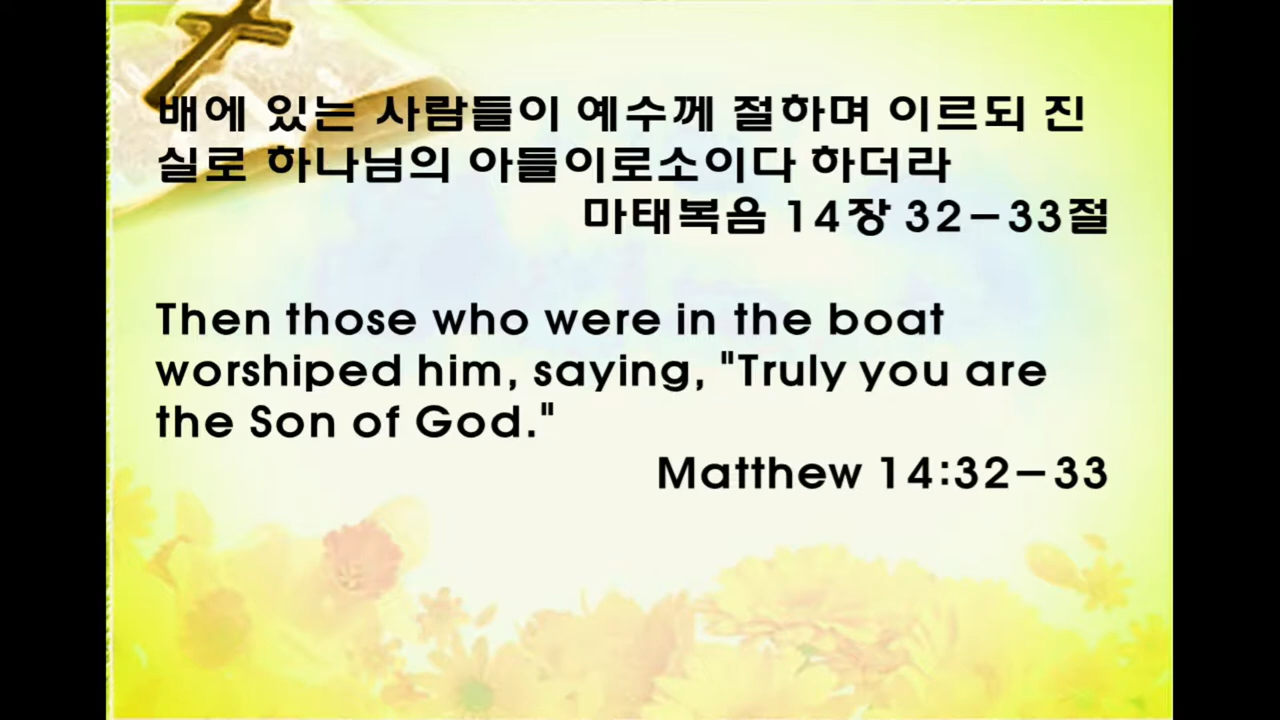 배에 있는 사람들이 예수께 절하며 이르되 진
실로 하나님의 아들이로소이다 하더라
마태복음 14장 32-33절
Then those who were in the boat
worshiped him, saying, "Truly you are
the Son of God."
Matthew 14:32-33